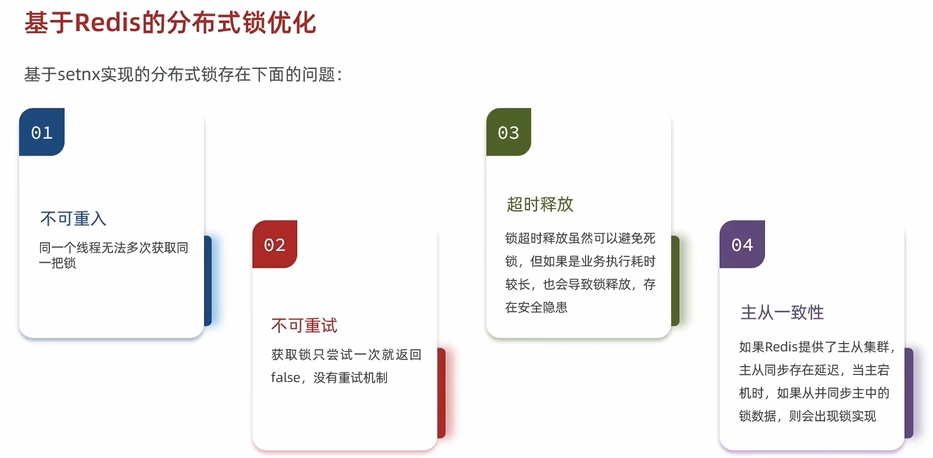 基于Redis的分布式锁优化
基于setnx实现的分布式锁存在下面的问题：
01
不可重入
同一个线程无法多次获取同
一把锁
02
不可重试
获取锁只尝试一次就返回
false，没有重试机制
03
超时释放
锁超时释放虽然可以避免死
锁，但如果是业务执行耗时
较长，也会导致锁释放，存
在安全隐患
04
主从一致性
如果Redis提供了主从集群，
主从同步存在延迟，当主宕
机时，如果从并同步主中的
锁数据，则会出现锁实现